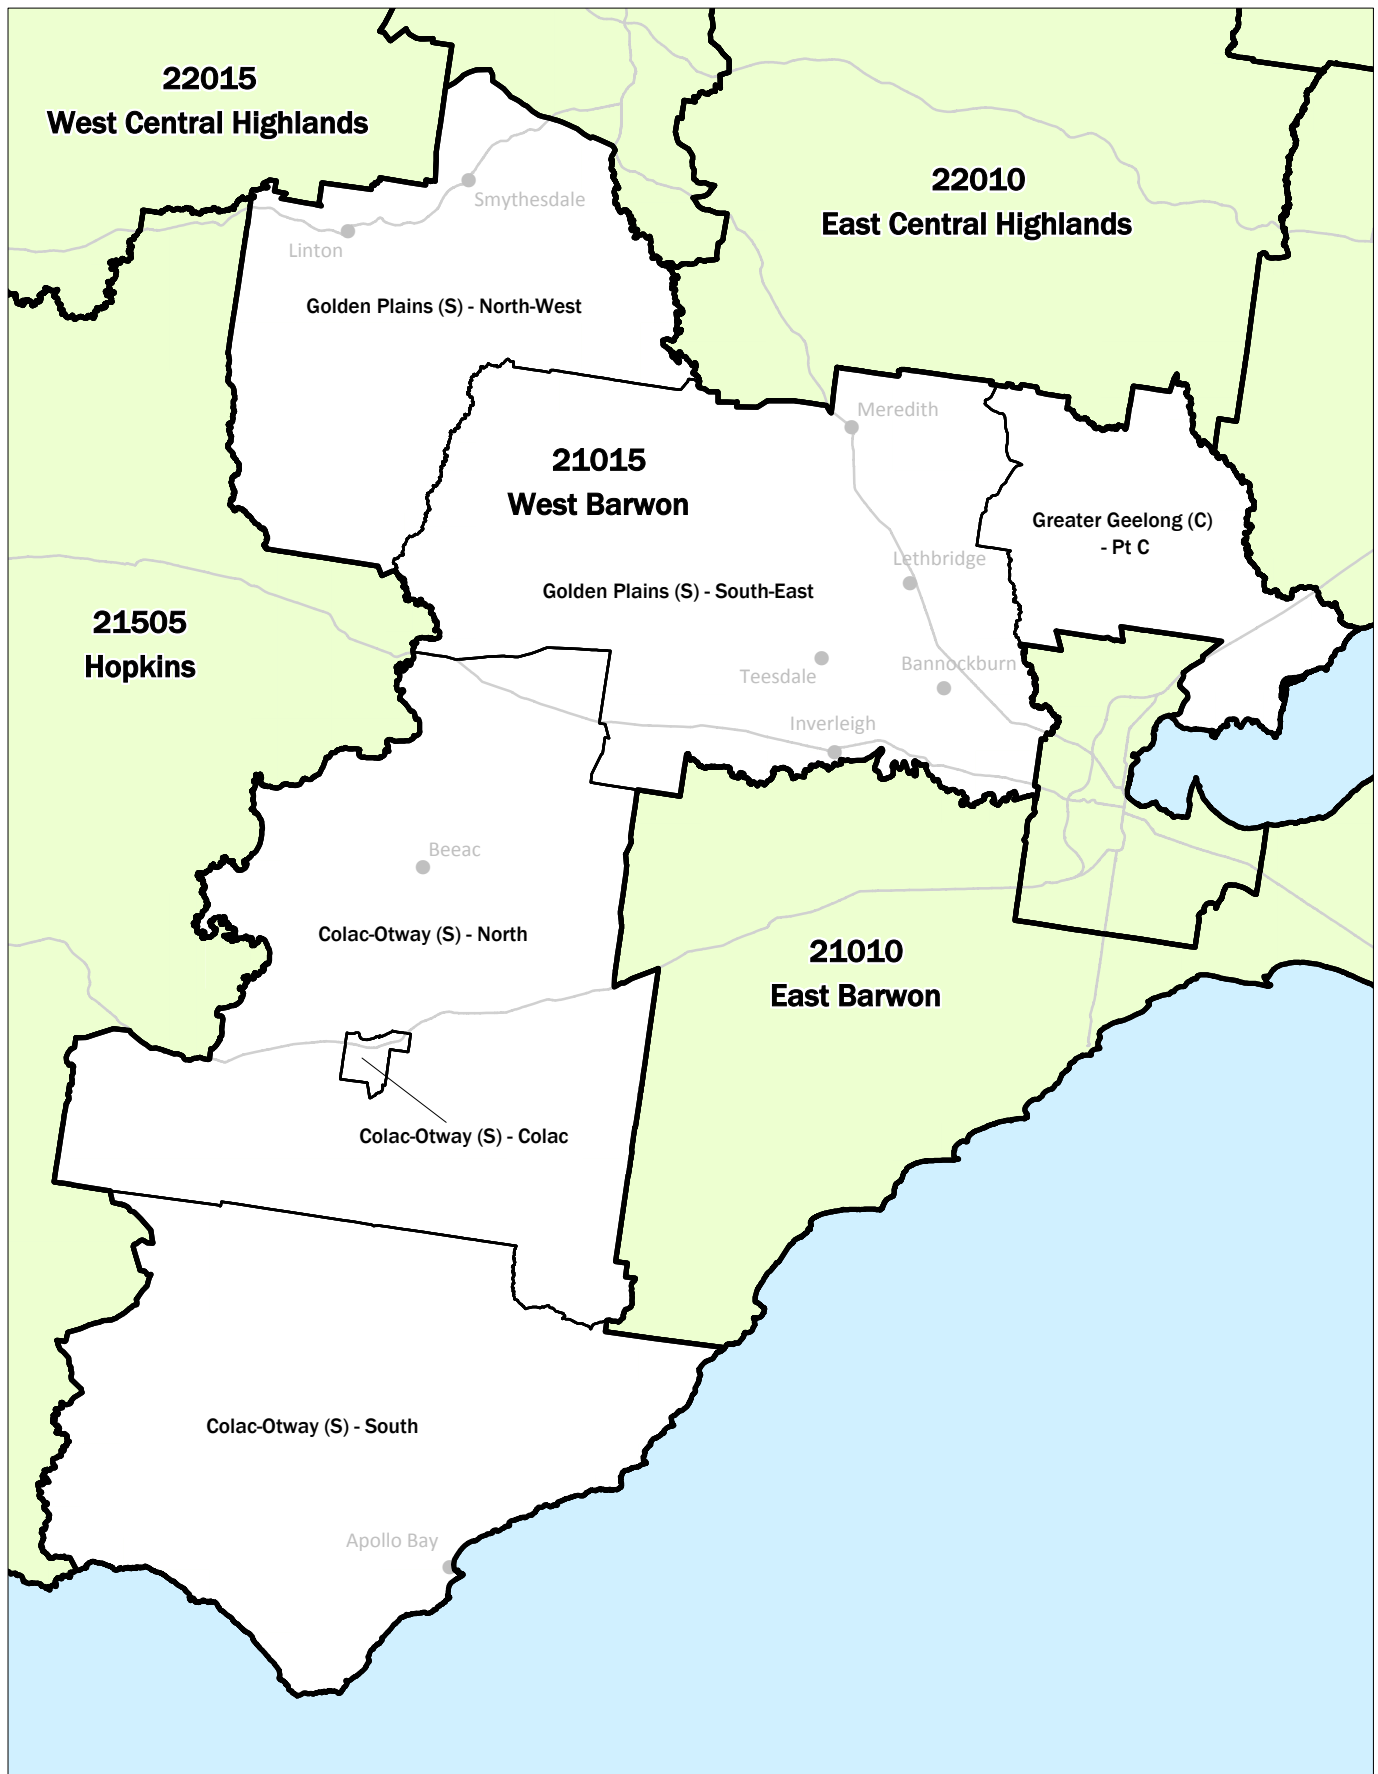 22015
West Central Highlands
22010
East Central Highlands
Smythesdale
Linton
Golden Plains (S) - North-West
Meredith
21015
West Barwon
Greater Geelong (C)
- Pt C
Lethbridge
Golden Plains (S) - South-East
21505
Hopkins
Teesdale
Bannockburn
Inverleigh
Beeac
Colac-Otway (S) - North
21010
East Barwon
Colac-Otway (S) - Colac
Colac-Otway (S) - South
Apollo Bay